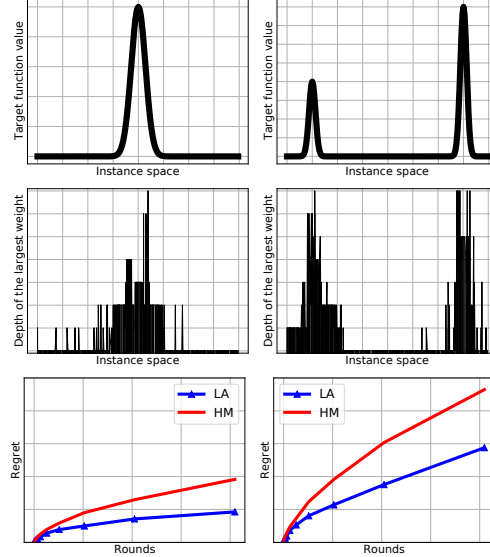 Target function value
Instance space
Target function value
Instance space
Depth of the largest weight
Instance space
Depth of the largest weight
Instance space
Regret
LA
HM
Rounds
Regret
LA
HM
Rounds